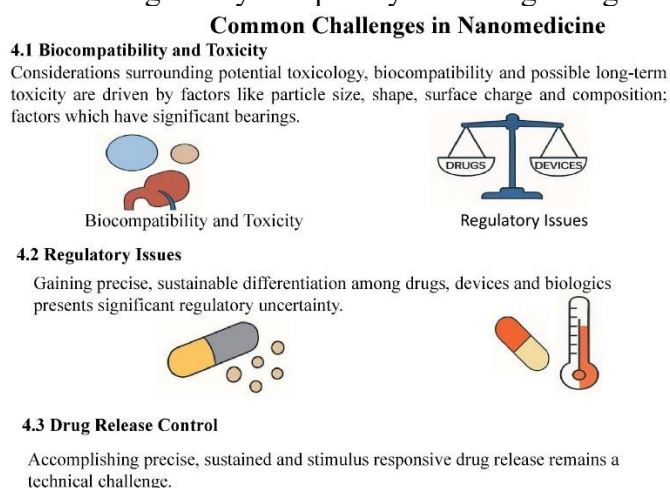 Common Challenges in Nanomedicine
4.1 Biocompatibility and Toxicity
Considerations surrounding potential toxicology, biocompatibility and possible long-term
toxicity are driven by factors like particle size, shape, surface charge and composition;
factors which have significant bearings.
DRUGS
DEVICES
Biocompatibility and Toxicity
Regulatory Issues
4.2 Regulatory Issues
Gaining precise, sustainable differentiation among drugs, devices and biologics
presents significant regulatory uncertainty.
4.3 Drug Release Control
Accomplishing precise, sustained and stimulus responsive drug release remains a
technical challenge.